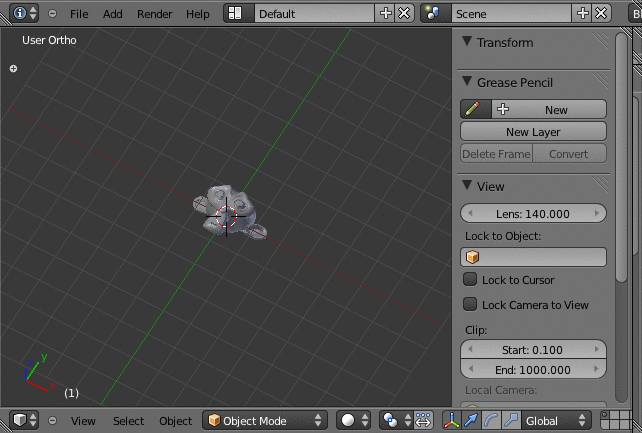 File Add Render Help Default Scene
User Ortho
Transform
Grease Pencil
New
New Layer
Delete Frame Convert
View
Lens: 140.000
Lock to Object:
Lock to Cursor
Lock Camera to View
Clip:
Start: 0.100
End: 1000.000
Local Camera:
y
x
(1)
View Select Object Object Mode Global